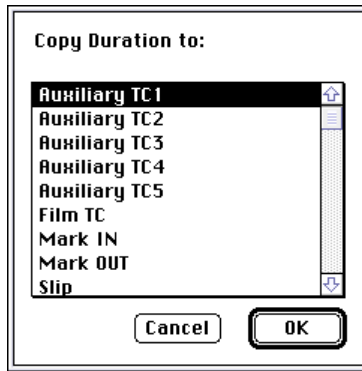 Copy Duration to:
Auxiliary TC1
Auxiliary TC2
Auxiliary TC3
Auxiliary TC4
Auxiliary TC5
Film TC
Mark IN
Mark OUT
Slip
Cancel OK